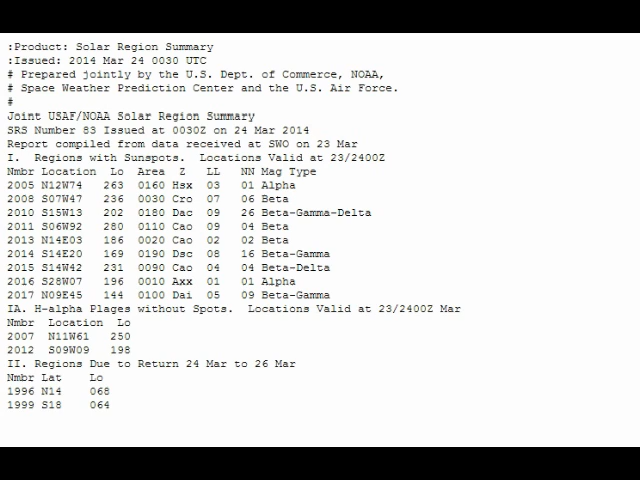 :Product: Solar Region Summary
:Issued: 2014 Mar 24 0030 UTC
# Prepared jointly by the U.S. Dept. of Commerce, NOAA,
# Space Weather Prediction Center and the U.S. Air Force.
#
Joint USAF/NOAA Solar Region Summary
SRS Number 83 Issued at 0030Z on 24 Mar 2014
Report compiled from data received at SWO on 23 Mar
I.  Regions with Sunspots.  Locations Valid at 23/2400Z
Nmbr Location  Lo  Area  Z   LL   NN Mag Type
2005 N12W74   263  0160 Hsx  03   01 Alpha
2008 S07W47   236  0030 Cro  07   06 Beta
2010 S15W13   202  0180 Dac  09   26 Beta-Gamma-Delta
2011 S06W92   280  0110 Cao  09   04 Beta
2013 N14E03   186  0020 Cao  02   02 Beta
2014 S14E20   169  0190 Dsc  08   16 Beta-Gamma
2015 S14W42   231  0090 Cao  04   04 Beta-Delta
2016 S28W07   196  0010 Axx  01   01 Alpha
2017 N09E45   144  0100 Dai  05   09 Beta-Gamma
IA. H-alpha Plages without Spots.  Locations Valid at 23/2400Z Mar
Nmbr  Location  Lo
2007  N11W61   250
2012  S09W09   198
II. Regions Due to Return 24 Mar to 26 Mar
Nmbr Lat    Lo
1996 N14    068
1999 S18    064